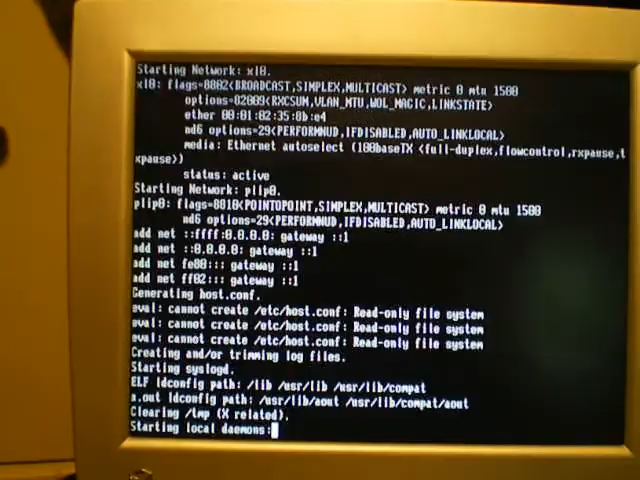 Starting Network: xl0.
xl0: flags=8802<BROADCAST,SIMPLEX,MULTICAST> metric 0 mtu 1500
options=82009<RXCSUM,VLAN_MTU,WOL_MAGIC,LINKSTATE>
ether 00:01:02:35:8b:e4
nd6 options=29<PERFORMNUD,IFDISABLED,AUTO_LINKLOCAL>
media: Ethernet autoselect (100baseTX <full-duplex,flowcontrol,rxpause,t
xpause>)
status: active
Starting Network: plip0.
plip0: flags=8810<POINTOPOINT,SIMPLEX,MULTICAST> metric 0 mtu 1500
nd6 options=29<PERFORMNUD,IFDISABLED,AUTO_LINKLOCAL>
add net ::ffff:0.0.0.0: gateway ::1
add net ::0.0.0.0: gateway ::1
add net fe80::: gateway ::1
add net ff02::: gateway ::1
Generating host.conf.
eval: cannot create /etc/host.conf: Read-only file system
eval: cannot create /etc/host.conf: Read-only file system
eval: cannot create /etc/host.conf: Read-only file system
Creating and/or trimming log files.
Starting syslogd.
ELF ldconfig path: /lib /usr/lib /usr/lib/compat
a.out ldconfig path: /usr/lib/aout /usr/lib/compat/aout
Clearing /tmp (X related).
Starting local daemons: